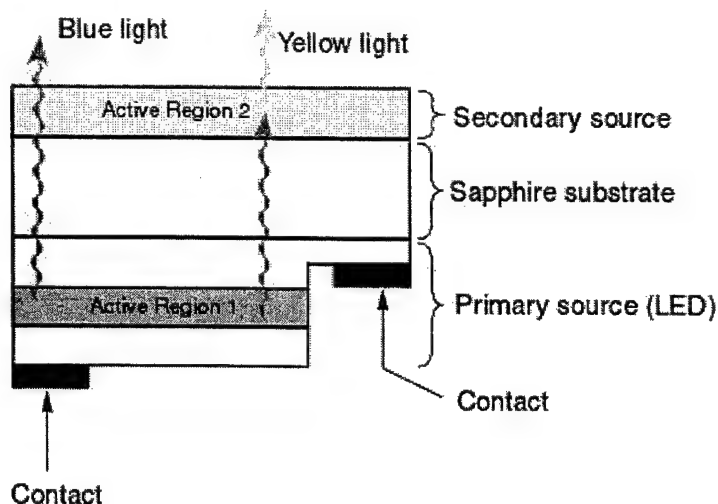 Blue light
Yellow light
Active Region 2
Secondary source
Sapphire substrate
Active Region 1
Primary source (LED)
Contact
Contact